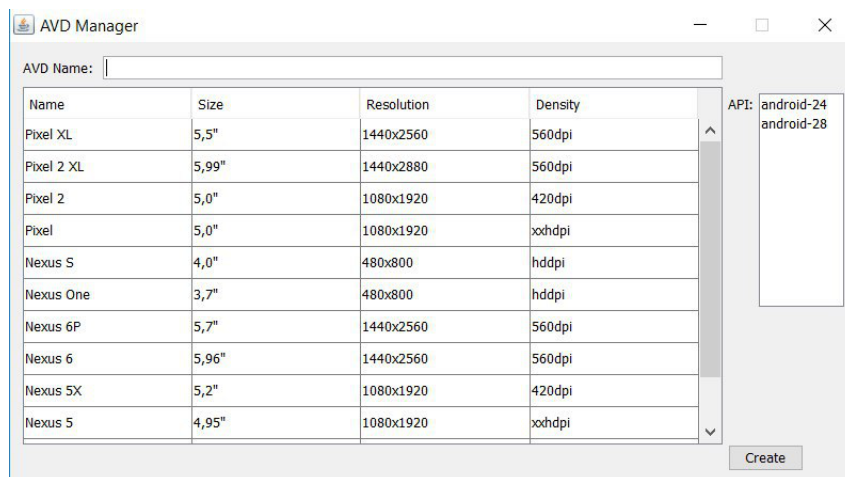 AVD Manager
AVD Name:
Name Size Resolution Density API: android-24
android-28
Pixel XL 5,5" 1440x2560 560dpi
Pixel 2 XL 5,99" 1440x2880 560dpi
Pixel 2 5,0" 1080x1920 420dpi
Pixel 5,0" 1080x1920 xxhdpi
Nexus S 4,0" 480x800 hddpi
Nexus One 3,7" 480x800 hddpi
Nexus 6P 5,7" 1440x2560 560dpi
Nexus 6 5,96" 1440x2560 560dpi
Nexus 5X 5,2" 1080x1920 420dpi
Nexus 5 4,95" 1080x1920 xxhdpi
Create